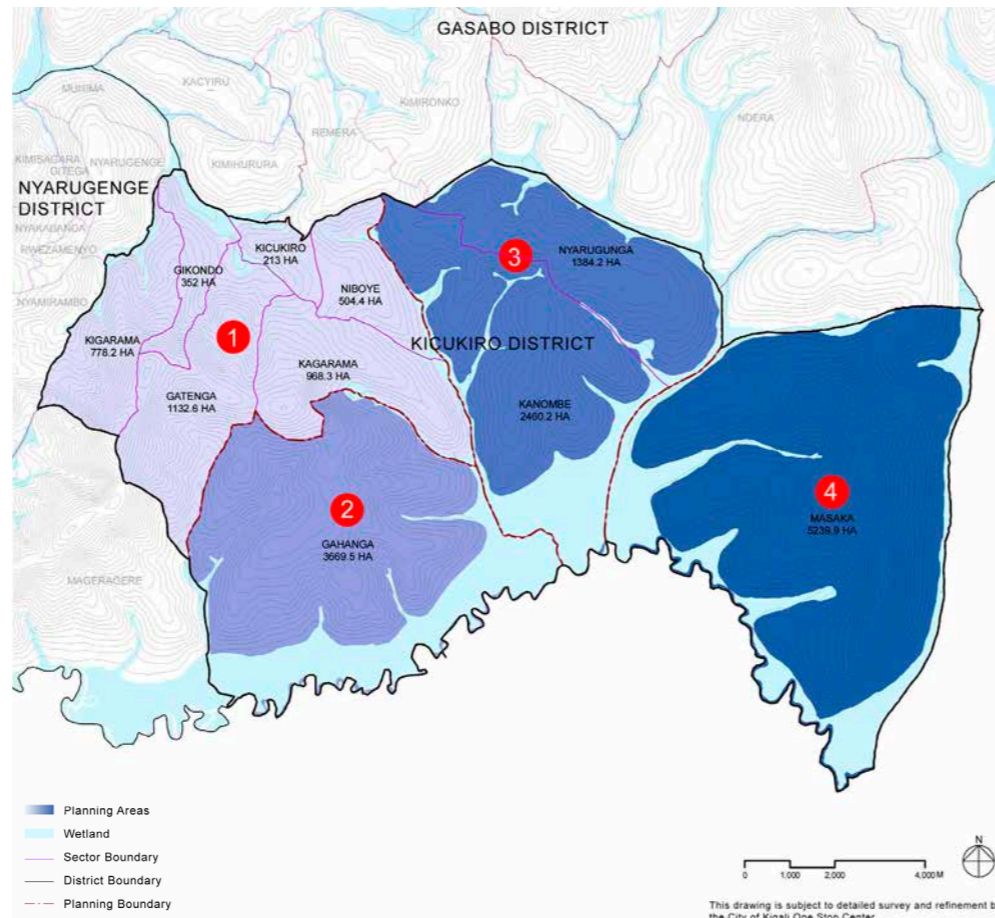 GASABO DISTRICT
MUHIMA
KACYIRU
KIMIRONKO
NDERA
REMERA
KIMISAGARA
GITEGA
NYARUGENGE
KIMIHURURA
NYARUGENGE
DISTRICT
NYAKABANDA
RWEZAMENYO
NYAMIRAMBO
KICUKIRO
213 HA
GIKONDO
352 HA
NIBOYE
504.4 HA
3
NYARUGUNGA
1384.2 HA
KIGARAMA
778.2 HA
1
KICUKIRO DISTRICT
KAGARAMA
968.3 HA
GATENGA
1132.6 HA
KANOMBE
2460.2 HA
2
GAHANGA
3669.5 HA
4
MASAKA
5239.9 HA
MAGERAGERE
Planning Areas
Wetland
Sector Boundary
District Boundary
Planning Boundary
N
0 1,000 2,000 4,000M
This drawing is subject to detailed survey and refinement b
the City of Kigali One Stop Center